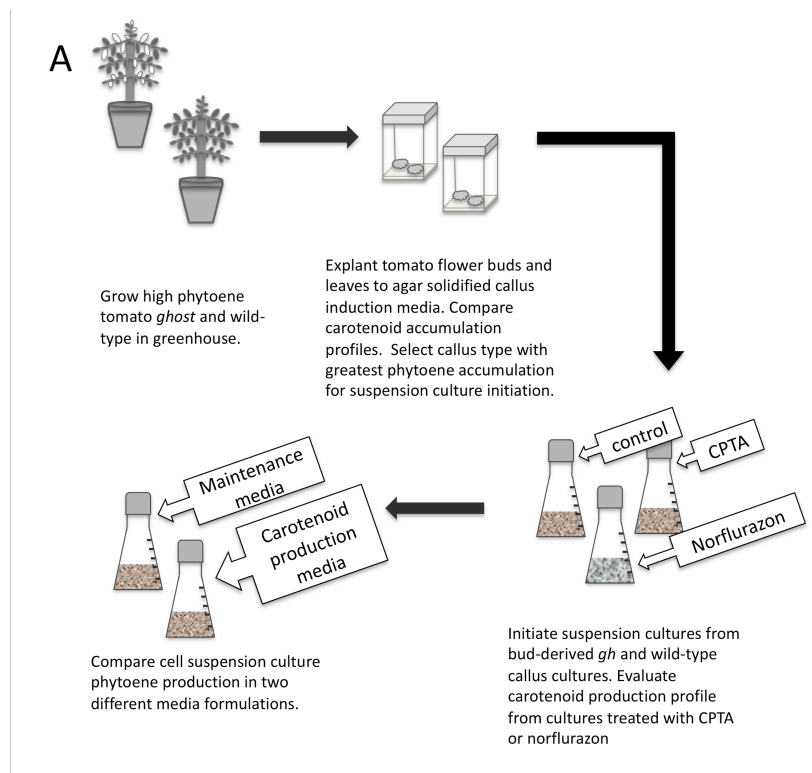 A
Grow high phytoene
tomato ghost and wild-
type in greenhouse.
Explant tomato flower buds and
leaves to agar solidified callus
induction media. Compare
carotenoid accumulation
profiles. Select callus type with
greatest phytoene accumulation
for suspension culture initiation.
control
CPTA
Norflurazon
Initiate suspension cultures from
bud-derived gh and wild-type
callus cultures. Evaluate
carotenoid production profile
from cultures treated with CPTA
or norflurazon
Maintenance
media
Carotenoid
production
media
Compare cell suspension culture
phytoene production in two
different media formulations.